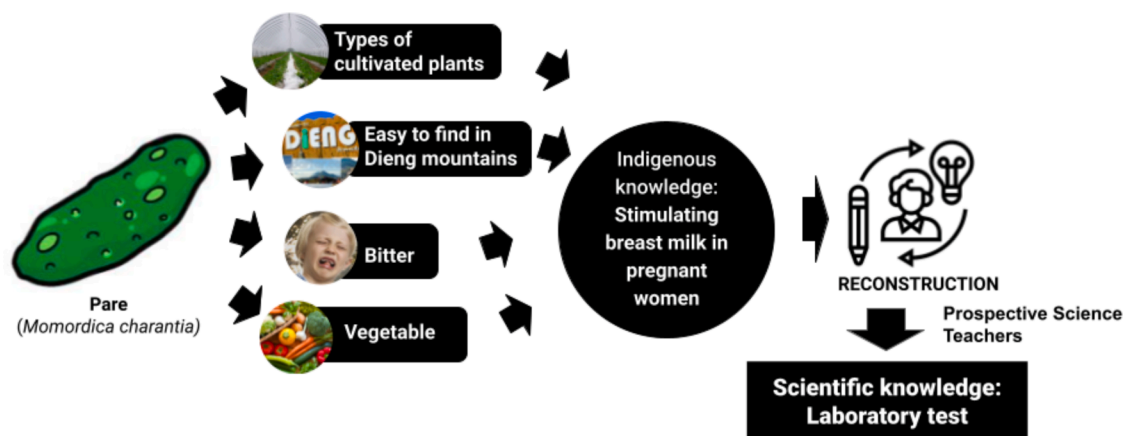 Types of
cultivated plants
DiENG
Easy to find in
Dieng mountains
Bitter
Vegetable
Pare
(Momordica charantia)
Indigenous
knowledge:
Stimulating
breast milk in
pregnant
women
RECONSTRUCTION
Prospective Science
Teachers
Scientific knowledge:
Laboratory test